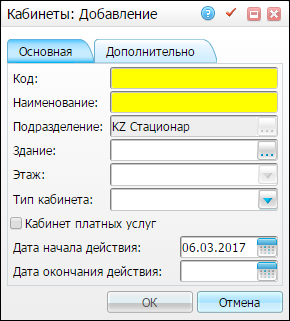 Кабинеты: Добавление
Основная
Дополнительно
Код:
Наименование:
Подразделение: KZ Стационар
Здание:
Этаж:
Тип кабинета:
Кабинет платных услуг
Дата начала действия: 06.03.2017
Дата окончания действия:
ОК
Отмена